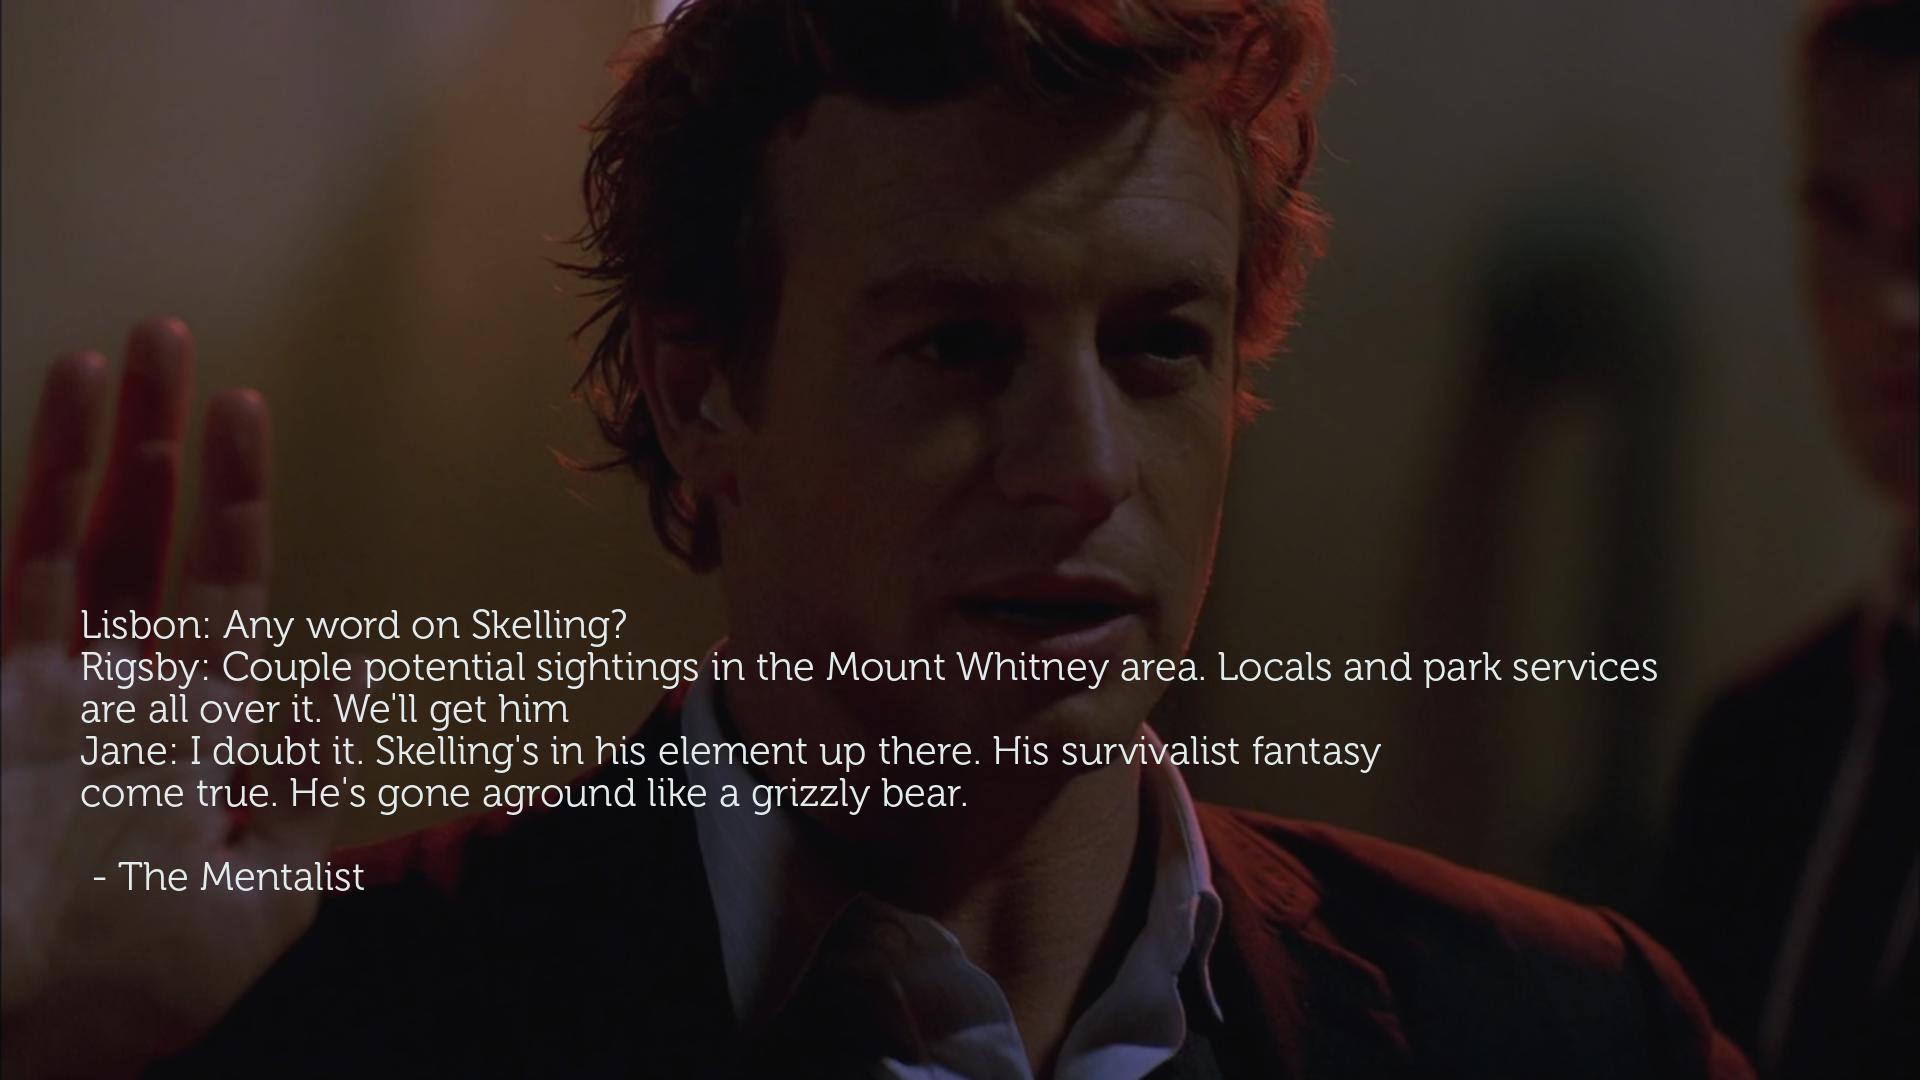 Lisbon: Any word on Skelling?
Rigsby: Couple potential sightings in the Mount Whitney area. Locals and park services
are all over it. We'll get him
Jane: I doubt it. Skelling's in his element up there. His survivalist fantasy
come true. He's gone aground like a grizzly bear.
- The Mentalist